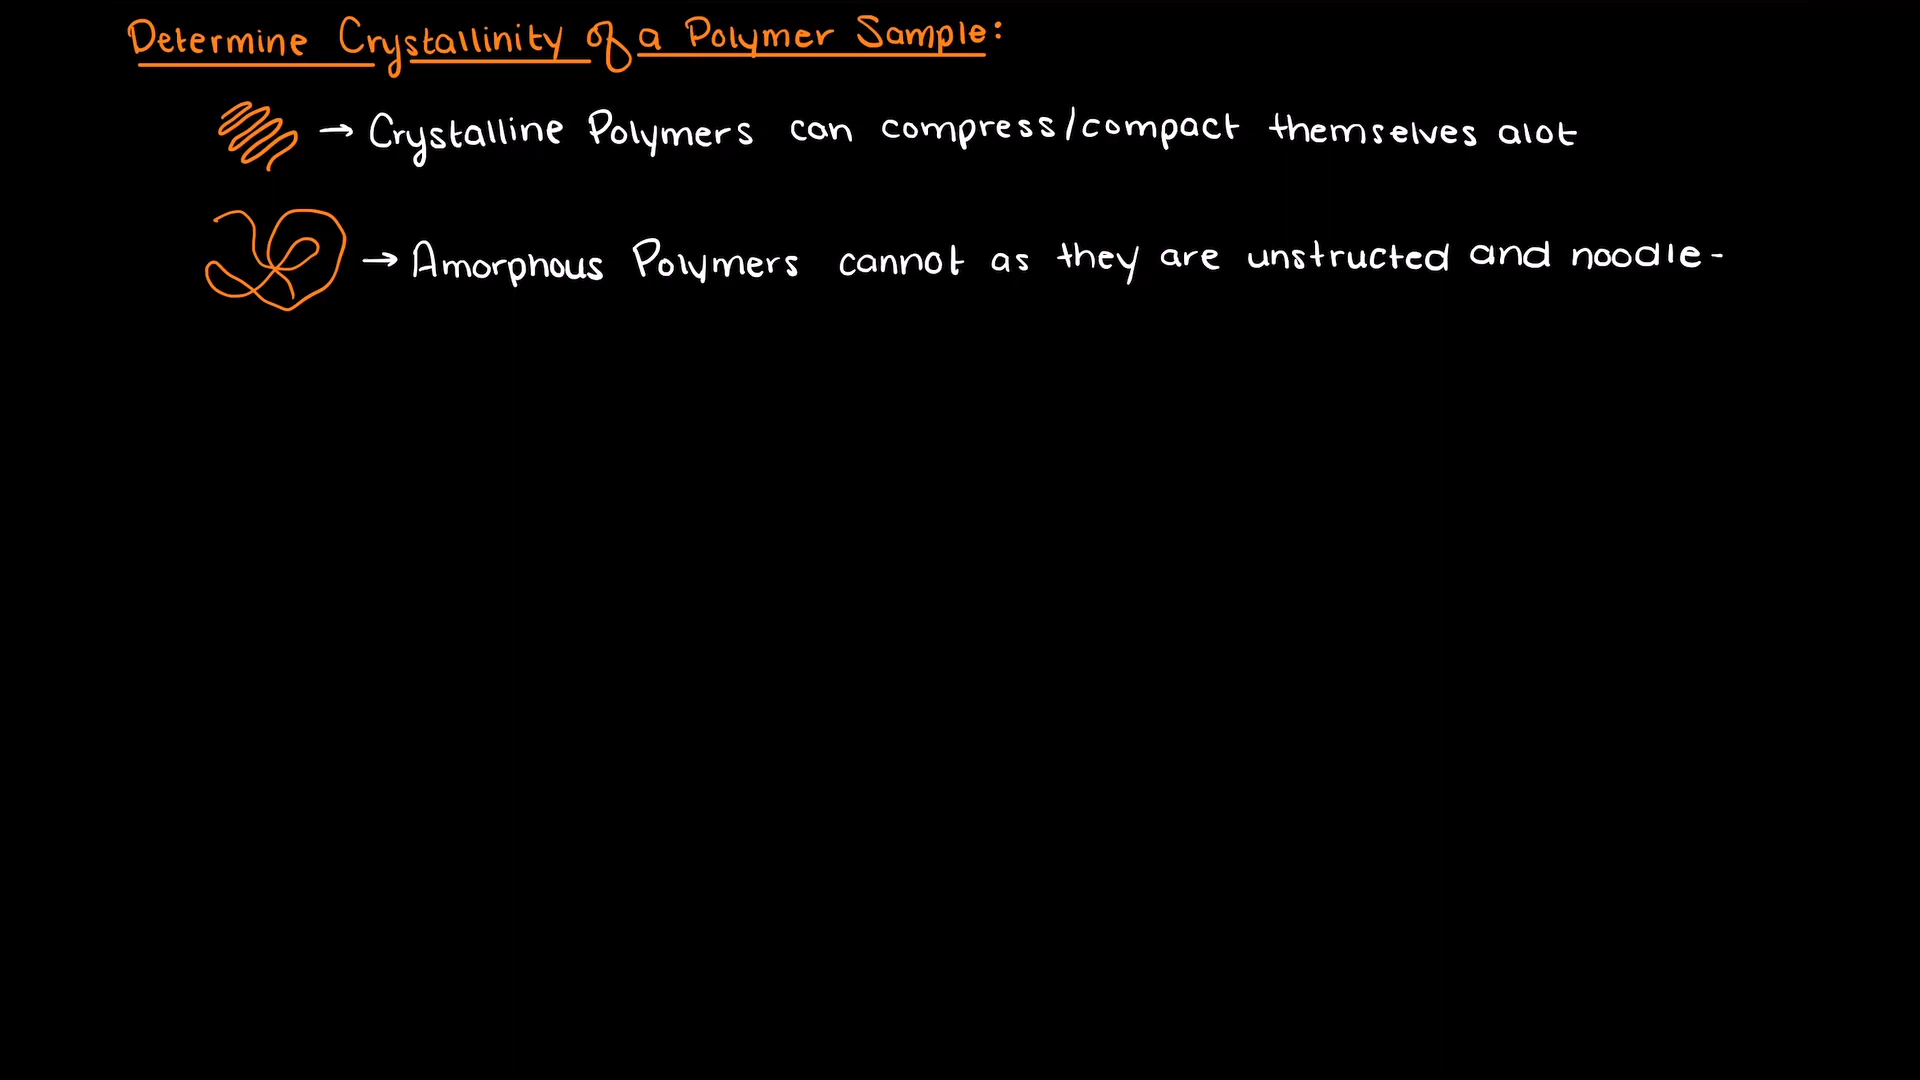 Determine Crystallinity of a Polymer Sample:
→ Crystalline Polymers can compress/compact themselves alot
→ Amorphous Polymers cannot as they are unstructed and noodle-